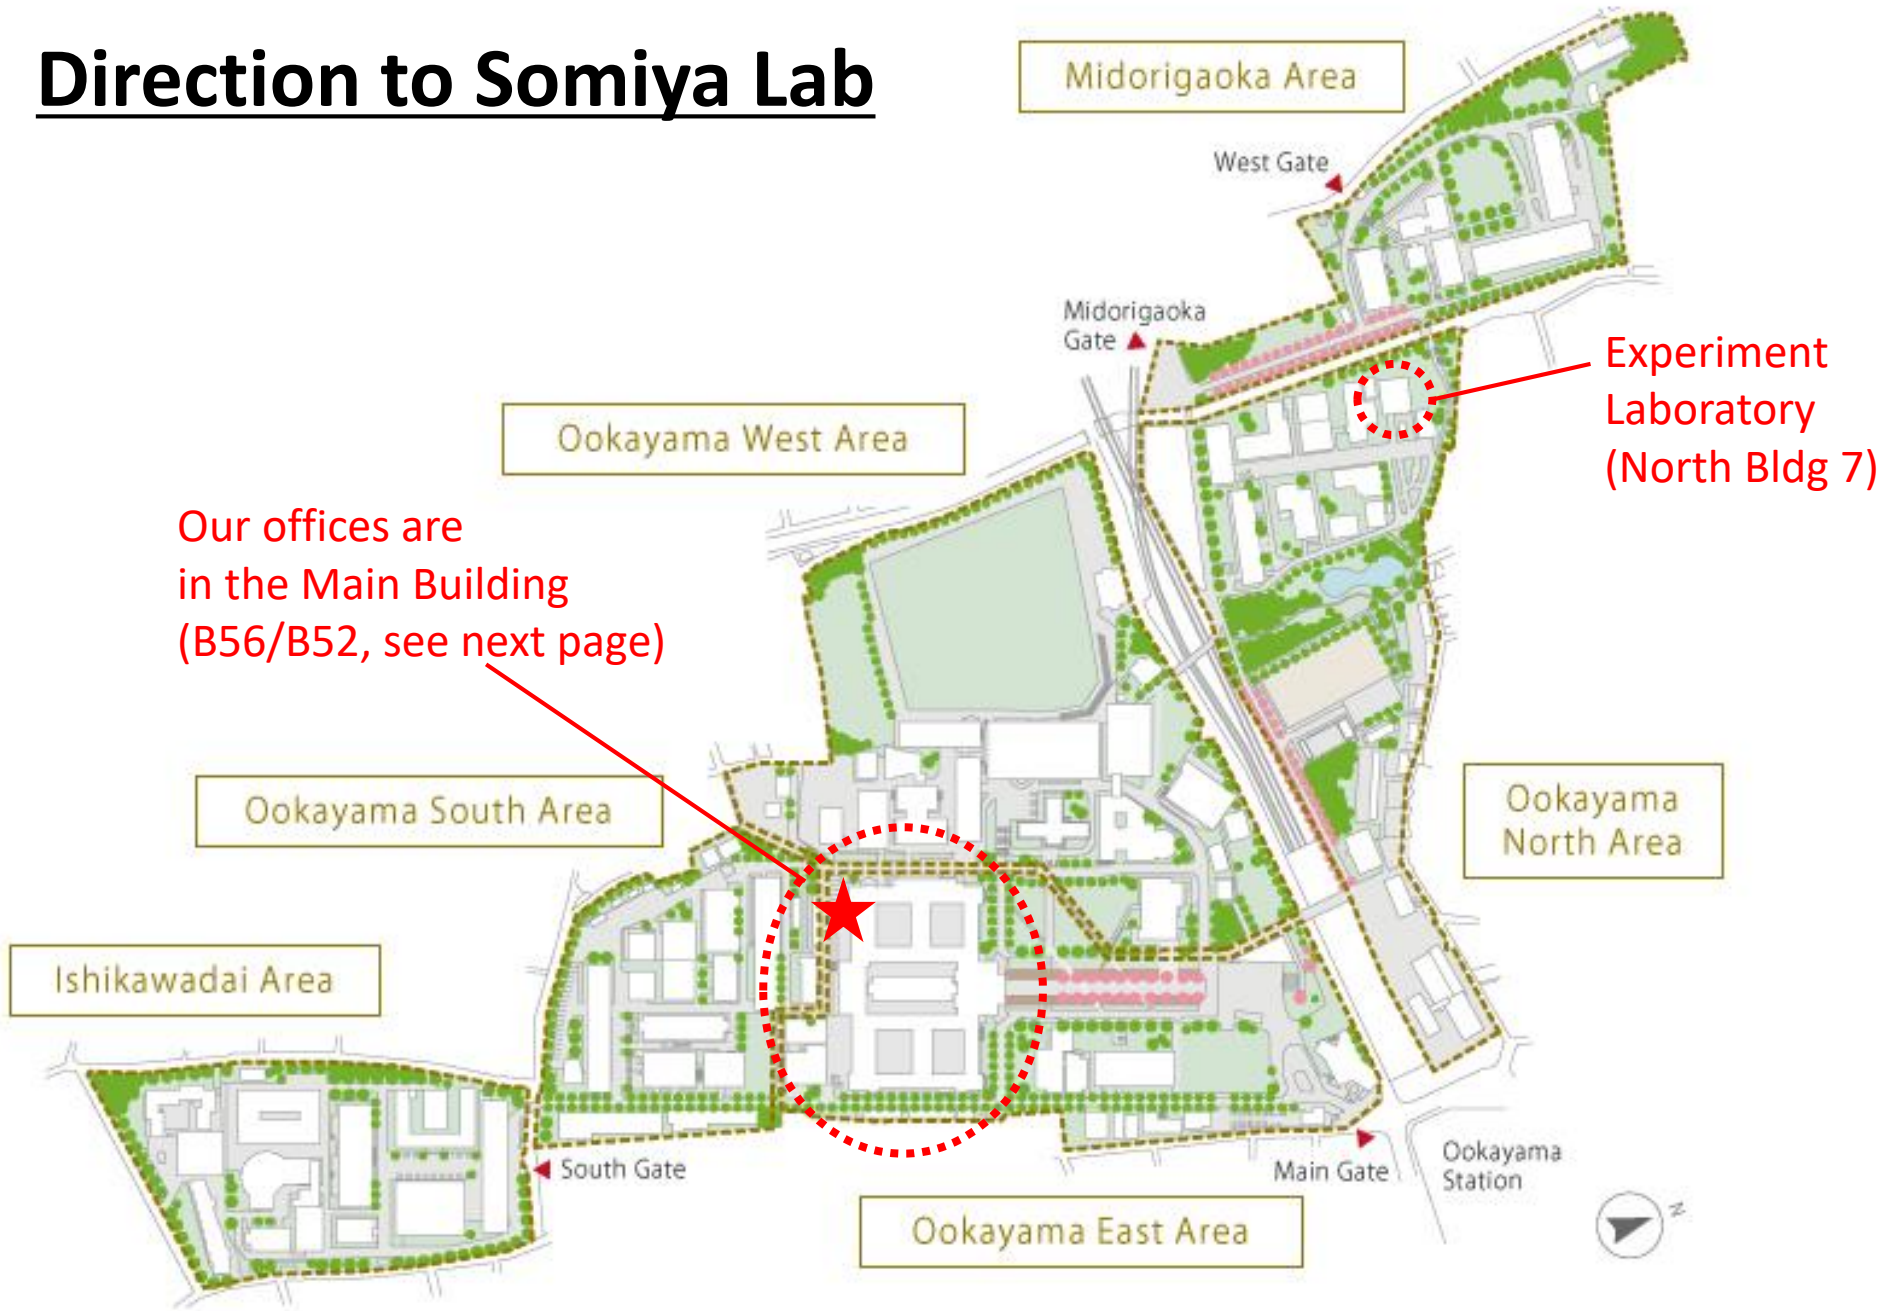 Direction to Somiya Lab
Midorigaoka Area
West Gate
Midorigaoka
Gate
Experiment
Laboratory
(North Bldg 7)
Ookayama West Area
Our offices are
in the Main Building
(B56/B52, see next page)
Ookayama South Area
Ookayama
North Area
Ishikawadai Area
South Gate
Main Gate
Ookayama
Station
Ookayama East Area
N